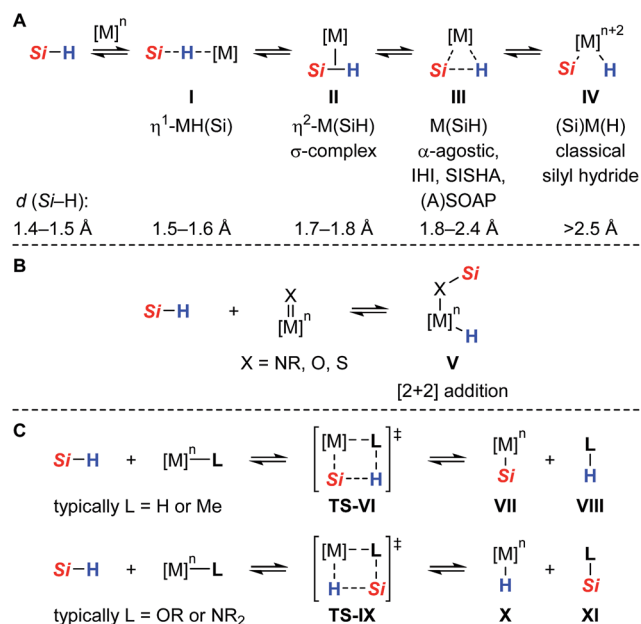 A
Si–H [M]ⁿ Si--H--[M] [M] Si–H [M] Si---H [M]ⁿ⁺² Si H
I II III IV
η¹-MH(Si) η²-M(SiH) M(SiH) (Si)M(H)
σ-complex α-agostic, classical
IHI, SISHA, silyl hydride
d (Si–H): (A)SOAP
1.4–1.5 Å 1.5–1.6 Å 1.7–1.8 Å 1.8–2.4 Å >2.5 Å
B
Si–H + X=[M]ⁿ Si X [M]ⁿ H
X = NR, O, S V
[2+2] addition
C
Si–H + [M]ⁿ–L [M]--L Si---H ‡ [M]ⁿ Si + L H
typically L = H or Me TS-VI VII VIII
Si–H + [M]ⁿ–L [M]--L H---Si ‡ [M]ⁿ H + L Si
typically L = OR or NR₂ TS-IX X XI